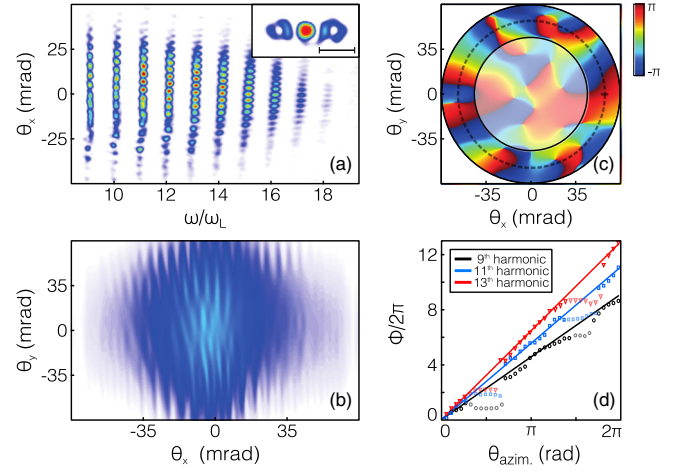 50
25
0
-25
θx (mrad)
10 12 14 16 18
ω/ωL
(a)
θy (mrad)
-35 0 35
θx (mrad)
35
0
-35
(c)
π
-π
θy (mrad)
35
0
-35
-35 0 35
θx (mrad)
(b)
Φ/2π
12
8
4
0
9th harmonic
11th harmonic
13th harmonic
π 2π
θazim. (rad)
(d)